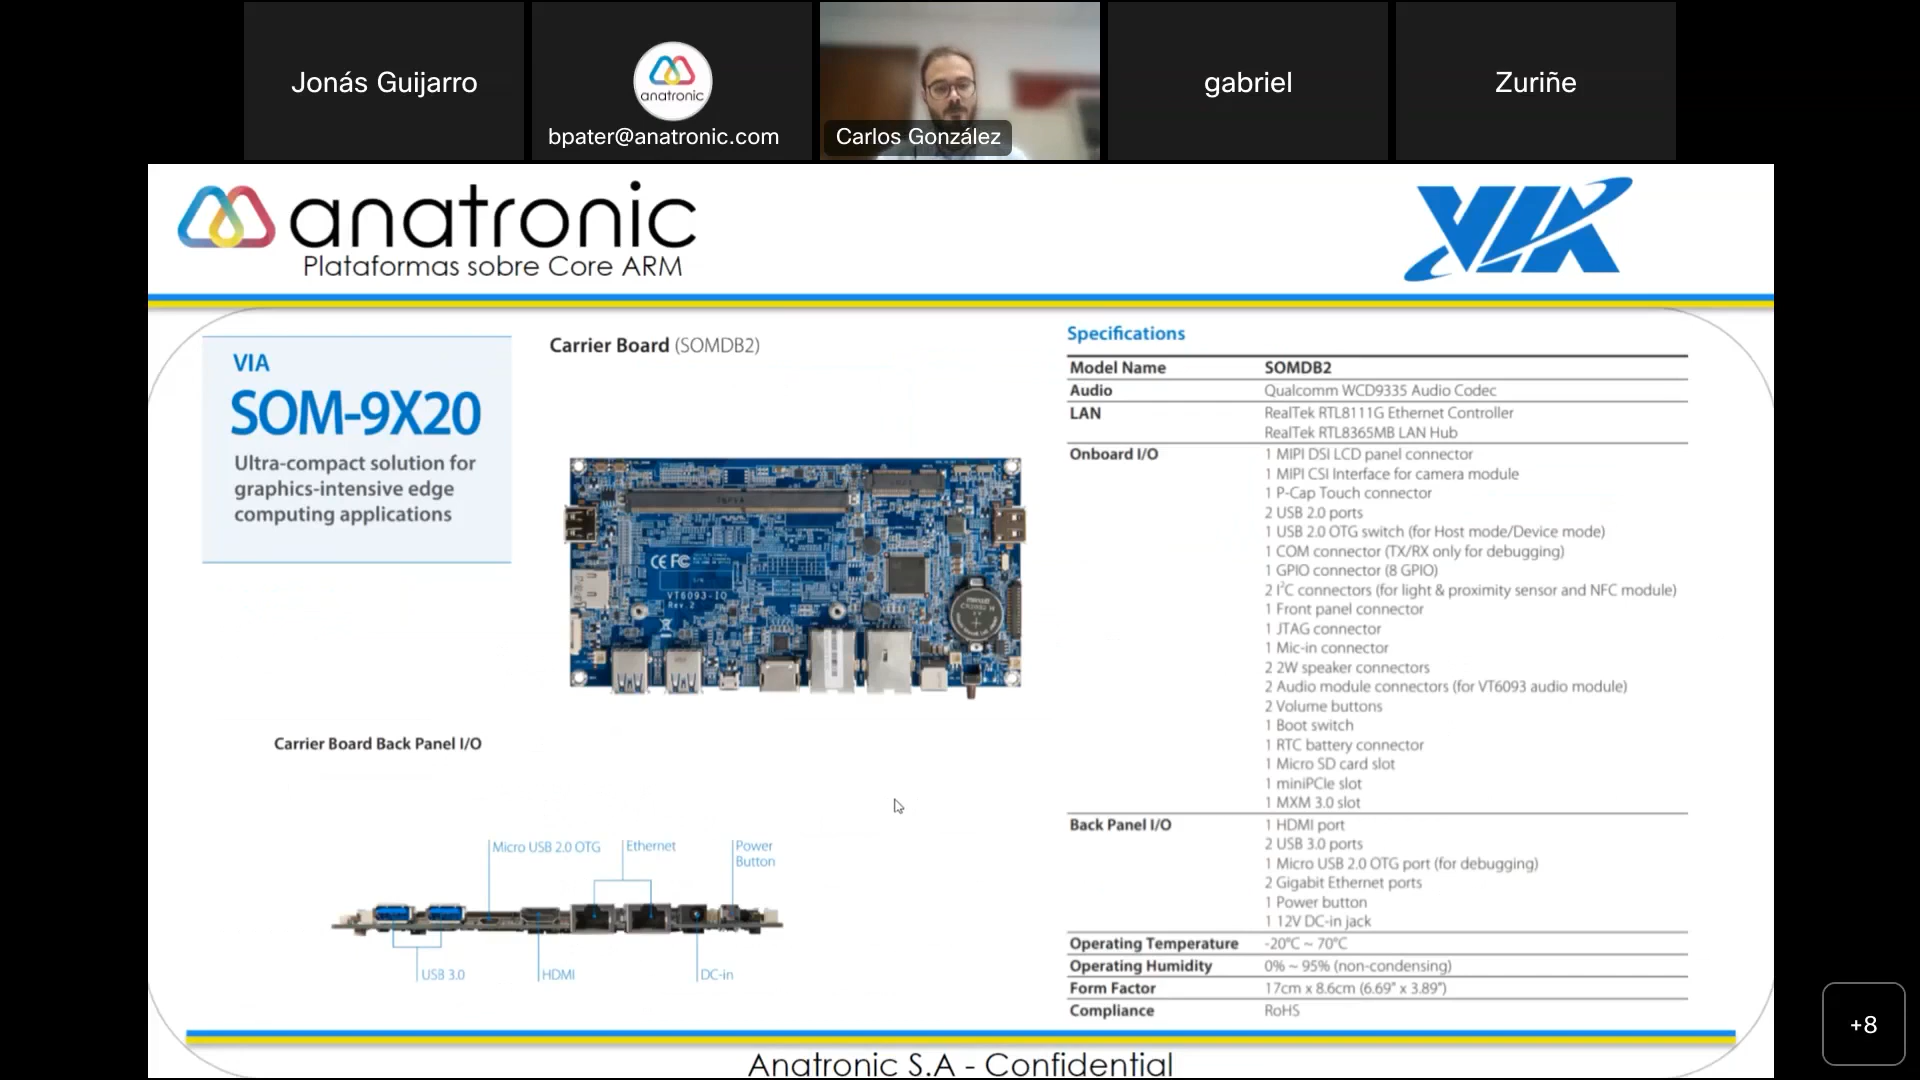 Jonás Guijarro
anatronic
bpater@anatronic.com
Carlos González
gabriel
Zuriñe
anatronic
Plataformas sobre Core ARM
VIA
VIA
SOM-9X20
Ultra-compact solution for
graphics-intensive edge
computing applications
Carrier Board (SOMDB2)
CE FC
VT6093-IO
Rev.2
Carrier Board Back Panel I/O
Micro USB 2.0 OTG
Ethernet
Power
Button
USB 3.0
HDMI
DC-in
Specifications
Model Name SOMDB2
Audio Qualcomm WCD9335 Audio Codec
LAN RealTek RTL8111G Ethernet Controller
RealTek RTL8365MB LAN Hub
Onboard I/O 1 MIPI DSI LCD panel connector
1 MIPI CSI Interface for camera module
1 P-Cap Touch connector
2 USB 2.0 ports
1 USB 2.0 OTG switch (for Host mode/Device mode)
1 COM connector (TX/RX only for debugging)
1 GPIO connector (8 GPIO)
2 I²C connectors (for light & proximity sensor and NFC module)
1 Front panel connector
1 JTAG connector
1 Mic-in connector
2 2W speaker connectors
2 Audio module connectors (for VT6093 audio module)
2 Volume buttons
1 Boot switch
1 RTC battery connector
1 Micro SD card slot
1 miniPCIe slot
1 MXM 3.0 slot
Back Panel I/O 1 HDMI port
2 USB 3.0 ports
1 Micro USB 2.0 OTG port (for debugging)
2 Gigabit Ethernet ports
1 Power button
1 12V DC-in jack
Operating Temperature -20°C ~ 70°C
Operating Humidity 0% ~ 95% (non-condensing)
Form Factor 17cm x 8.6cm (6.69" x 3.89")
Compliance RoHS
Anatronic S.A - Confidential
+8